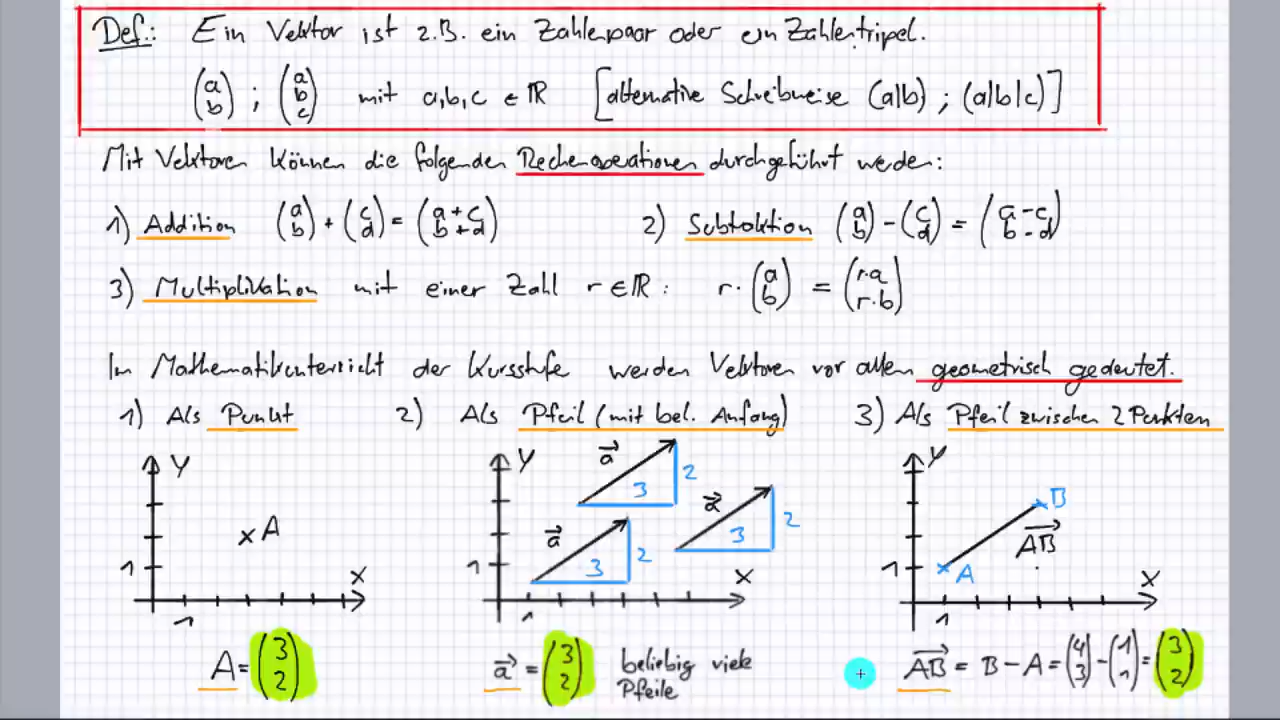 Def.: Ein Vektor ist z.B. ein Zahlenpaar oder ein Zahlentripel.
(a b) ; (a b c) mit a,b,c ∈ ℝ [alternative Schreibweise (a|b) ; (a|b|c)]
Mit Vektoren können die folgenden Rechenoperationen durchgeführt werden:
1) Addition (a b) + (c d) = (a+c b+d) 2) Subtraktion (a b) - (c d) = (a-c b-d)
3) Multiplikation mit einer Zahl r ∈ ℝ: r · (a b) = (r·a r·b)
Im Mathematikunterricht der Kursstufe werden Vektoren vor allem geometrisch gedeutet.
1) Als Punkt 2) Als Pfeil (mit bel. Anfang) 3) Als Pfeil zwischen 2 Punkten
Y
A
1
X
1
Y
a⃗
3
2
a⃗
3
2
a⃗
3
2
1
X
1
Y
B
AB⃗
A
1
X
1
A = (3 2)
a⃗ = (3 2) beliebig viele
Pfeile
AB⃗ = B - A = (4 3) - (1 1) = (3 2)